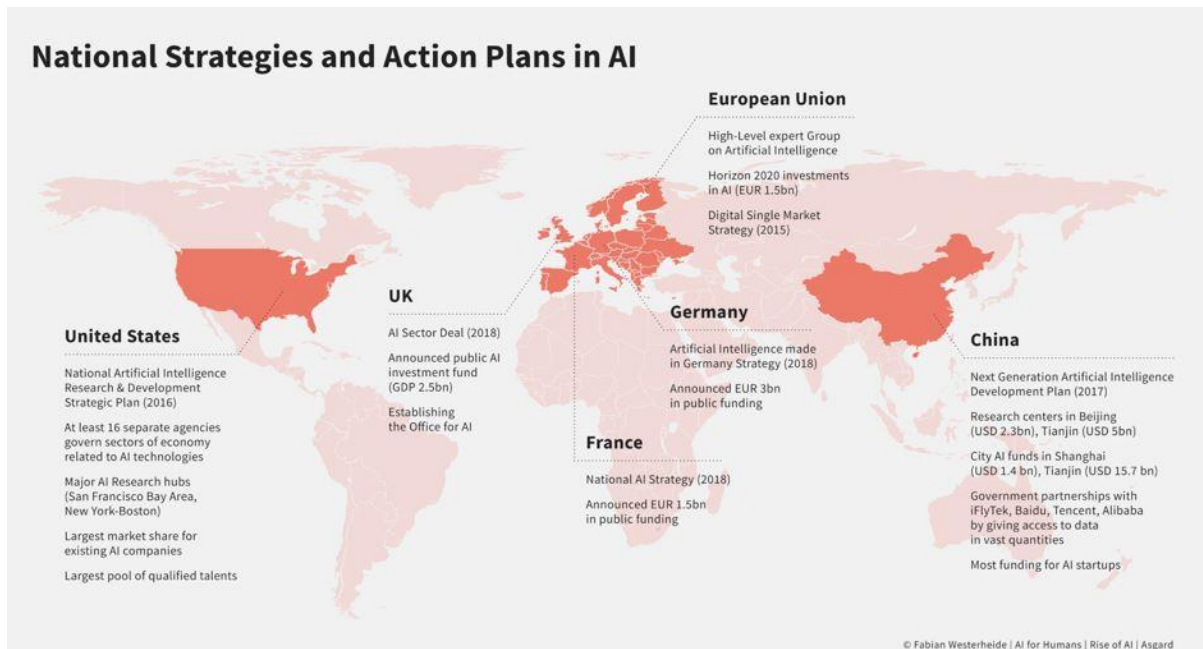 National Strategies and Action Plans in AI
European Union
High-Level expert Group
on Artificial Intelligence
Horizon 2020 investments
in AI (EUR 1.5bn)
Digital Single Market
Strategy (2015)
UK
AI Sector Deal (2018)
Announced public AI
investment fund
(GDP 2.5bn)
Establishing
the Office for AI
Germany
Artificial Intelligence made
in Germany Strategy (2018)
Announced EUR 3bn
in public funding
United States
National Artificial Intelligence
Research & Development
Strategic Plan (2016)
At least 16 separate agencies
govern sectors of economy
related to AI technologies
Major AI Research hubs
(San Francisco Bay Area,
New York-Boston)
Largest market share for
existing AI companies
Largest pool of qualified talents
France
National AI Strategy (2018)
Announced EUR 1.5bn
in public funding
China
Next Generation Artificial Intelligence
Development Plan (2017)
Research centers in Beijing
(USD 2.3bn), Tianjin (USD 5bn)
City AI funds in Shanghai
(USD 1.4 bn), Tianjin (USD 15.7 bn)
Government partnerships with
iFlyTek, Baidu, Tencent, Alibaba
by giving access to data
in vast quantities
Most funding for AI startups
© Fabian Westerheide | AI for Humans | Rise of AI | Asgard